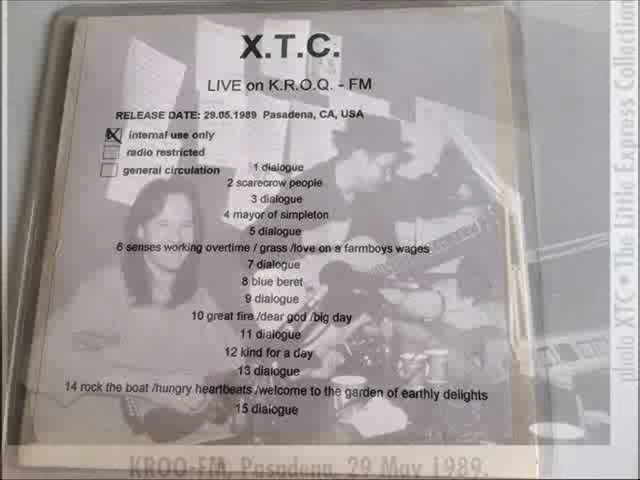 X.T.C.
LIVE on K.R.O.Q. - FM
RELEASE DATE: 29.05.1989 Pasadena, CA, USA
internal use only
radio restricted
general circulation
1 dialogue
2 scarecrow people
3 dialogue
4 mayor of simpleton
5 dialogue
6 senses working overtime / grass /love on a farmboys wages
7 dialogue
8 blue beret
9 dialogue
10 great fire /dear god /big day
11 dialogue
12 kind for a day
13 dialogue
14 rock the boat /hungry heartbeats /welcome to the garden of earthly delights
15 dialogue
KROQ-FM, Pasadena, 29 May 1989.
photo XTC • The Little Express Collection